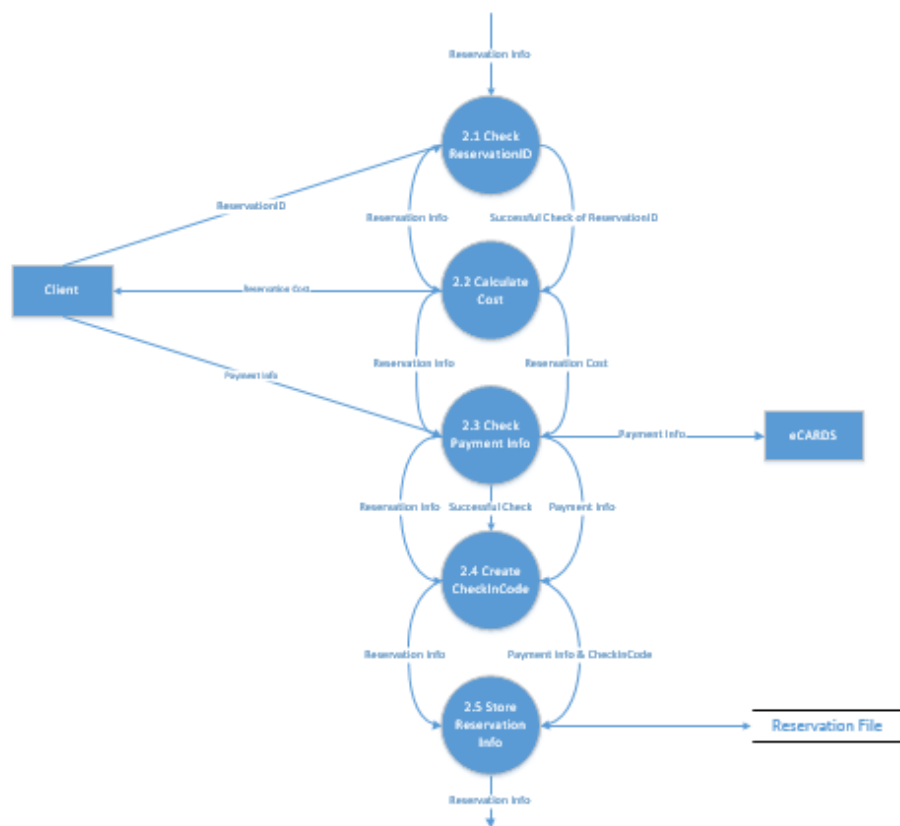 Reservation Info
2.1 Check
ReservationID
ReservationID
Reservation Info
Successful Check of ReservationID
Client
Reservation Cost
2.2 Calculate
Cost
Reservation Info
Reservation Cost
Payment Info
2.3 Check
Payment Info
Payment Info
eCARDS
Reservation Info
Successful Check
Payment Info
2.4 Create
CheckInCode
Reservation Info
Payment Info & CheckInCode
2.5 Store
Reservation
Info
Reservation File
Reservation Info